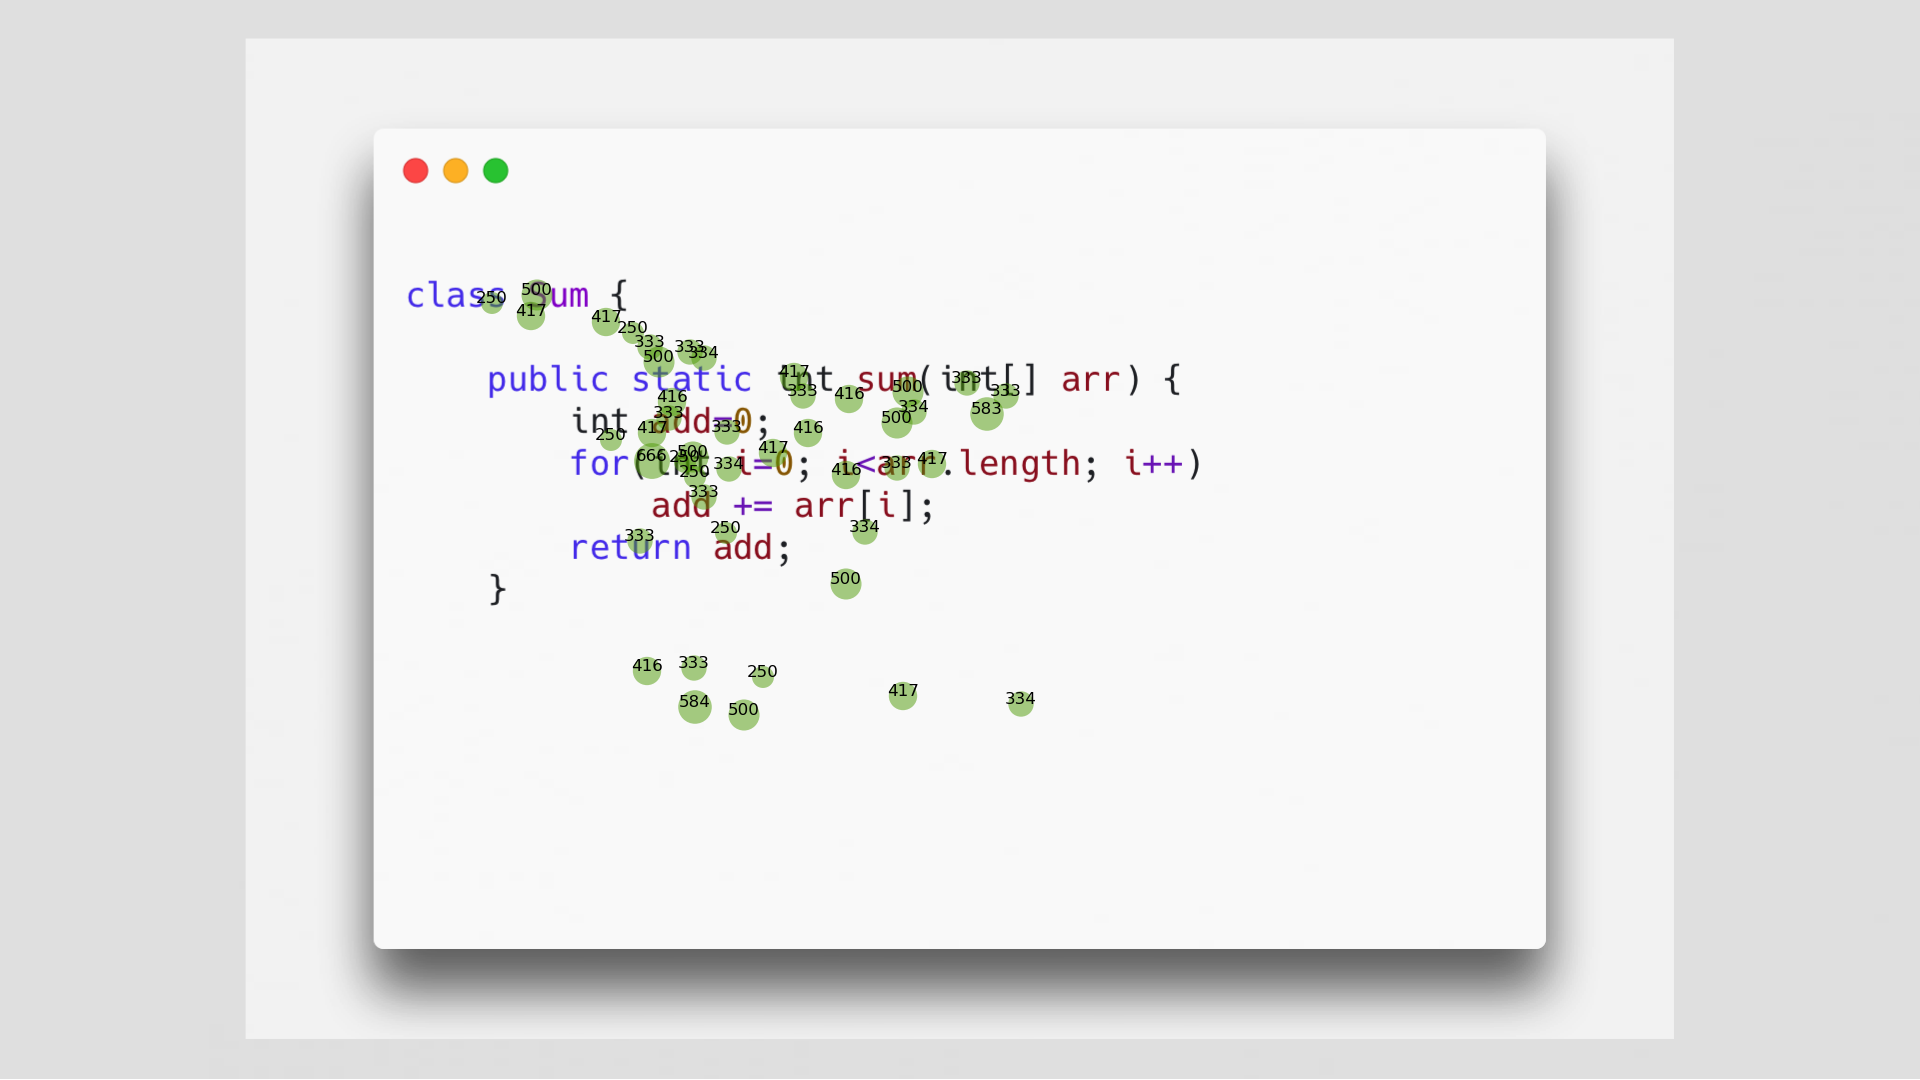 class Sum {
250 500
417 417 250
333 333 334
500
public static int sum(int[] arr) {
417 333 416 500 333 333
416 334 583
333 500
int add=0;
250 417 333 416
for(int i=0; i<arr.length; i++)
666 250 500 334 417 416 333 417
250
333
add += arr[i];
333 250 334
return add;
500
}
416 333 250
584 500 417 334